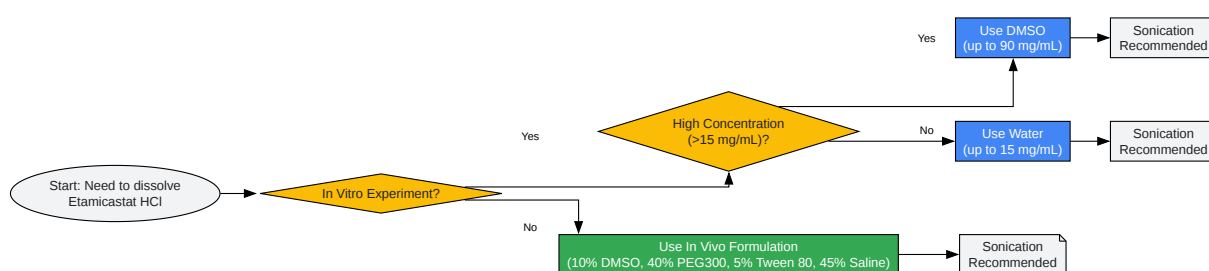 Start: Need to dissolve
Etamicastat HCl
In Vitro Experiment?
Yes
No
High Concentration
(>15 mg/mL)?
Yes
No
Use DMSO
(up to 90 mg/mL)
Sonication
Recommended
Use Water
(up to 15 mg/mL)
Sonication
Recommended
Use In Vivo Formulation
(10% DMSO, 40% PEG300, 5% Tween 80, 45% Saline)
Sonication
Recommended